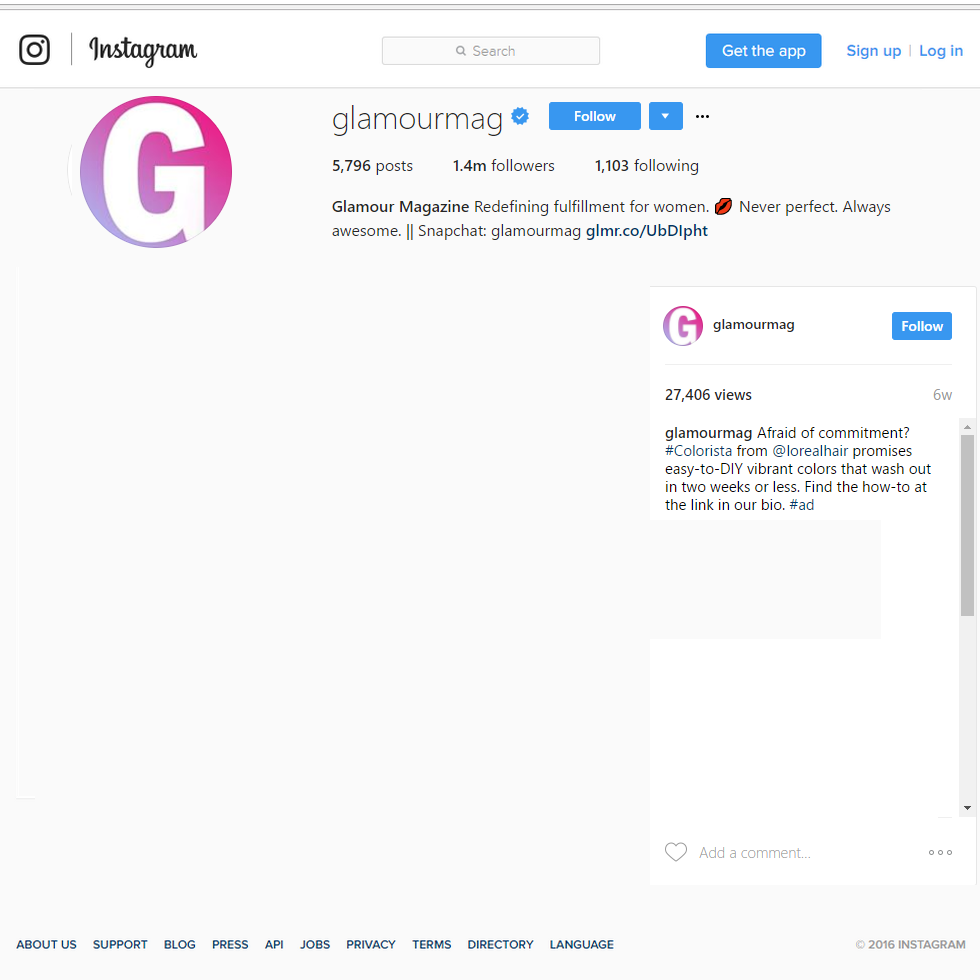 Instagram
Search
Get the app
Sign up | Log in
G
glamourmag
Follow
5,796 posts 1.4m followers 1,103 following
Glamour Magazine Redefining fulfillment for women. 💋 Never perfect. Always
awesome. || Snapchat: glamourmag glmr.co/UbDIpht
G
glamourmag
Follow
27,406 views
6w
glamourmag Afraid of commitment?
#Colorista from @lorealhair promises
easy-to-DIY vibrant colors that wash out
in two weeks or less. Find the how-to at
the link in our bio. #ad
Add a comment...
ABOUT US SUPPORT BLOG PRESS API JOBS PRIVACY TERMS DIRECTORY LANGUAGE
© 2016 INSTAGRAM